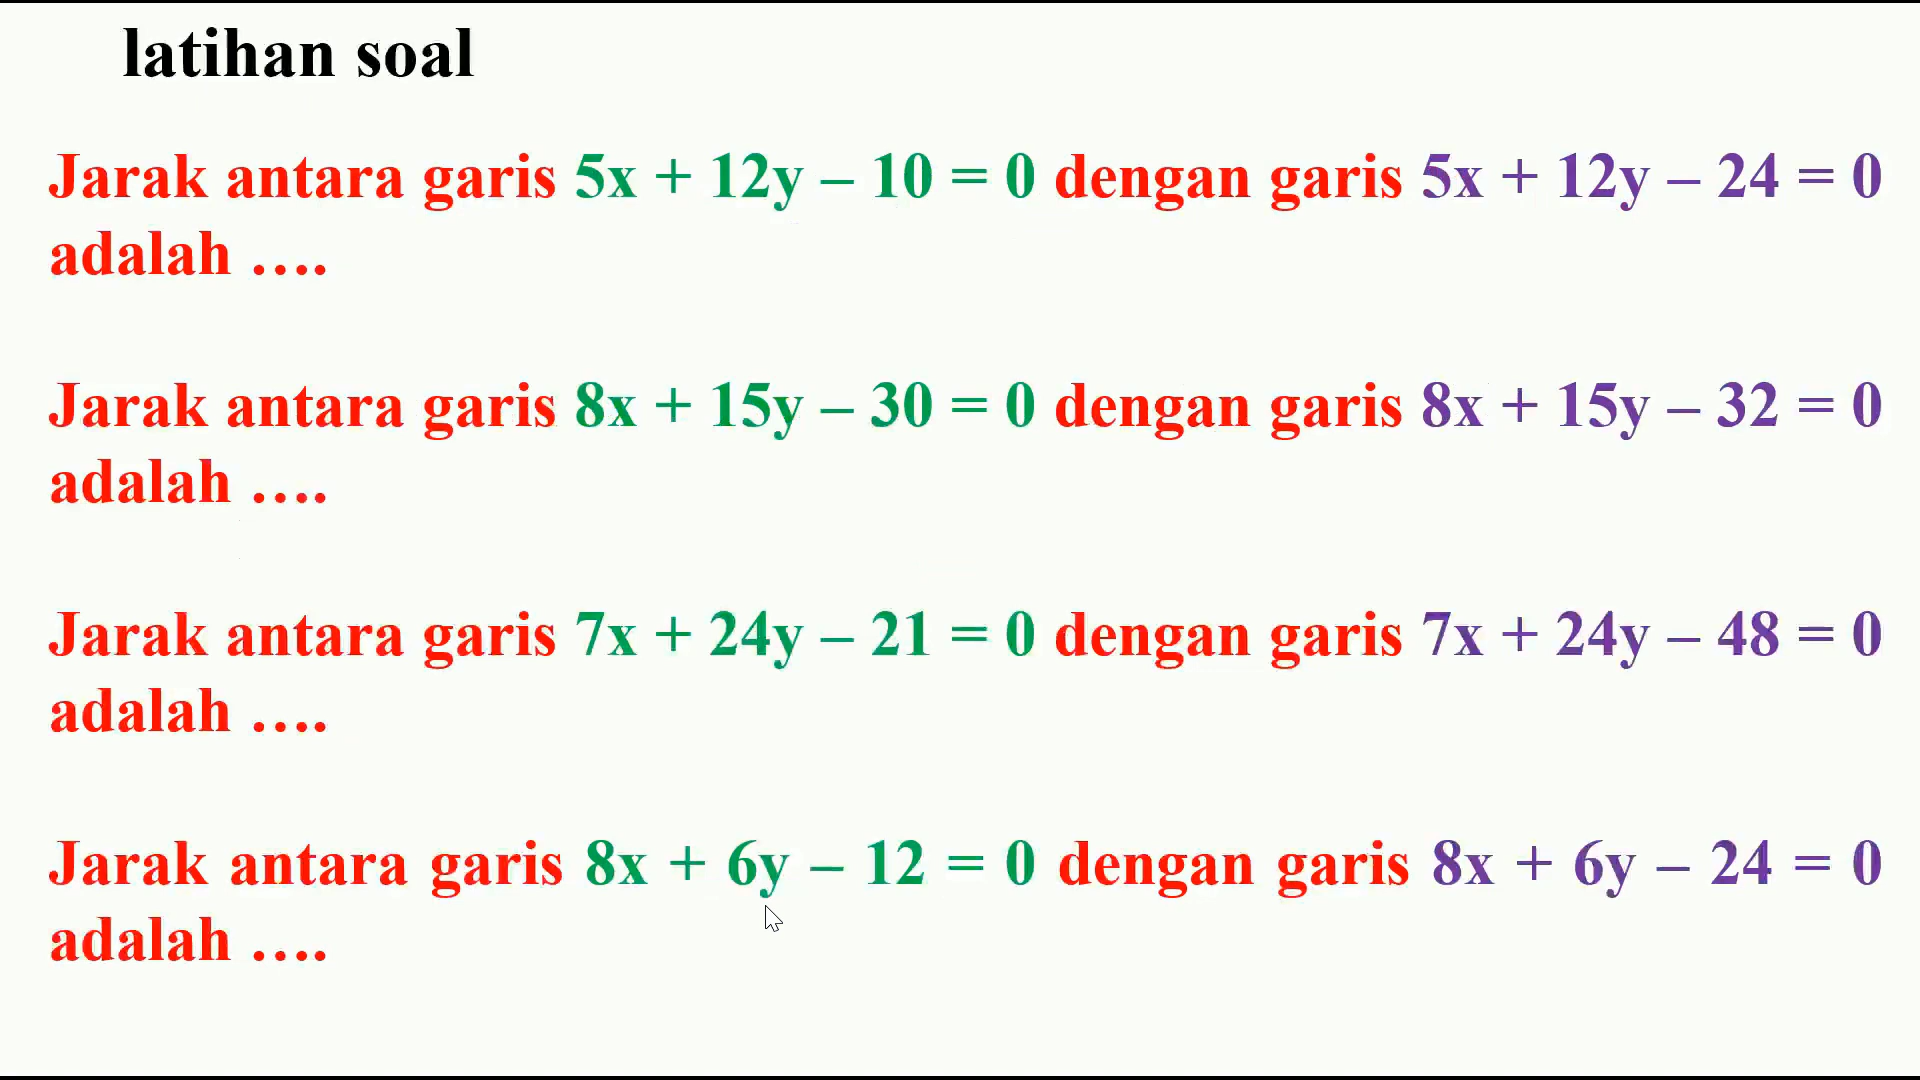 latihan soal
Jarak antara garis 5x + 12y – 10 = 0 dengan garis 5x + 12y – 24 = 0
adalah ….
Jarak antara garis 8x + 15y – 30 = 0 dengan garis 8x + 15y – 32 = 0
adalah ….
Jarak antara garis 7x + 24y – 21 = 0 dengan garis 7x + 24y – 48 = 0
adalah ….
Jarak antara garis 8x + 6y – 12 = 0 dengan garis 8x + 6y – 24 = 0
adalah ….